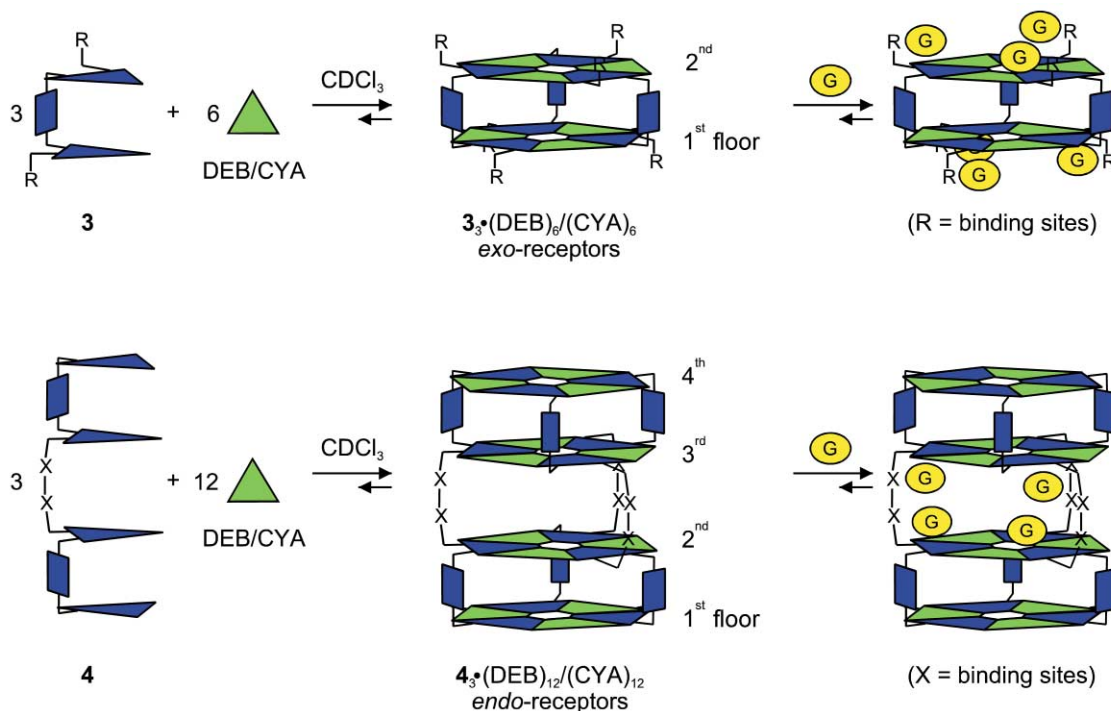 R
R
3 + 6
DEB/CYA
3
CDCl₃
R
R
R
R
R
R
2nd
1st floor
3₃•(DEB)₆/(CYA)₆
exo-receptors
G
R
G
G
G
R
R
R
G
G
G
R
R
(R = binding sites)
3 + 12
X
X
DEB/CYA
4
CDCl₃
X
X
X
X
X
X
4th
3rd
2nd
1st floor
4₃•(DEB)₁₂/(CYA)₁₂
endo-receptors
G
X
X
G
G
G
G
X
X
X
X
(X = binding sites)